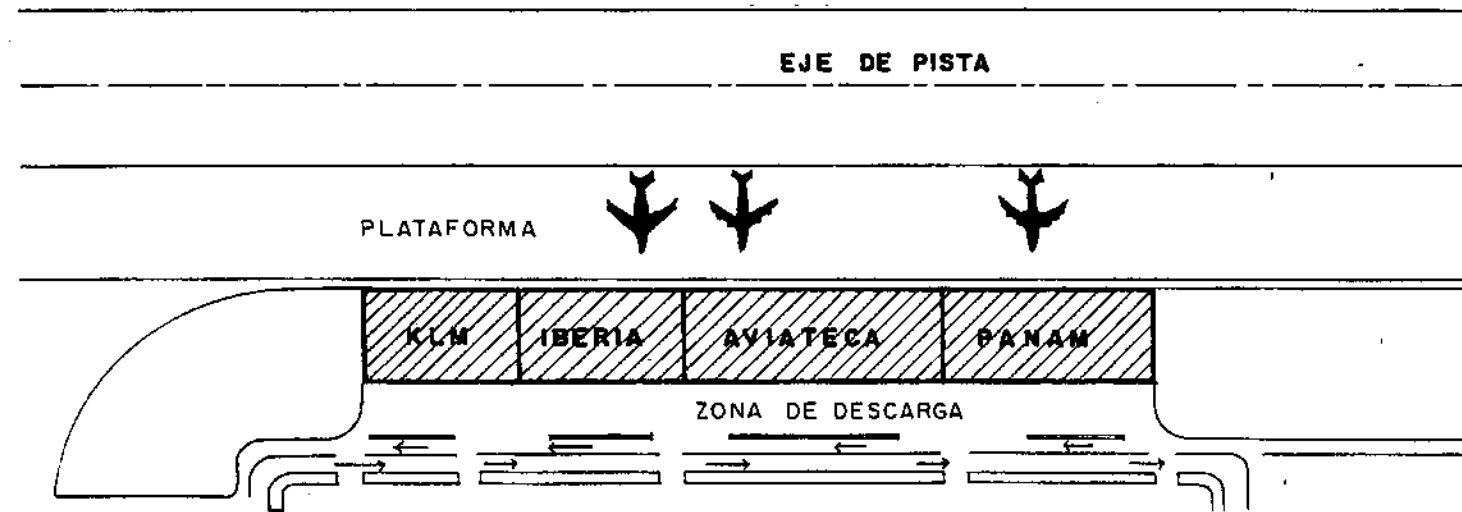 EJE DE PISTA
PLATAFORMA
KLM IBERIA AVIATECA PANAM
ZONA DE DESCARGA